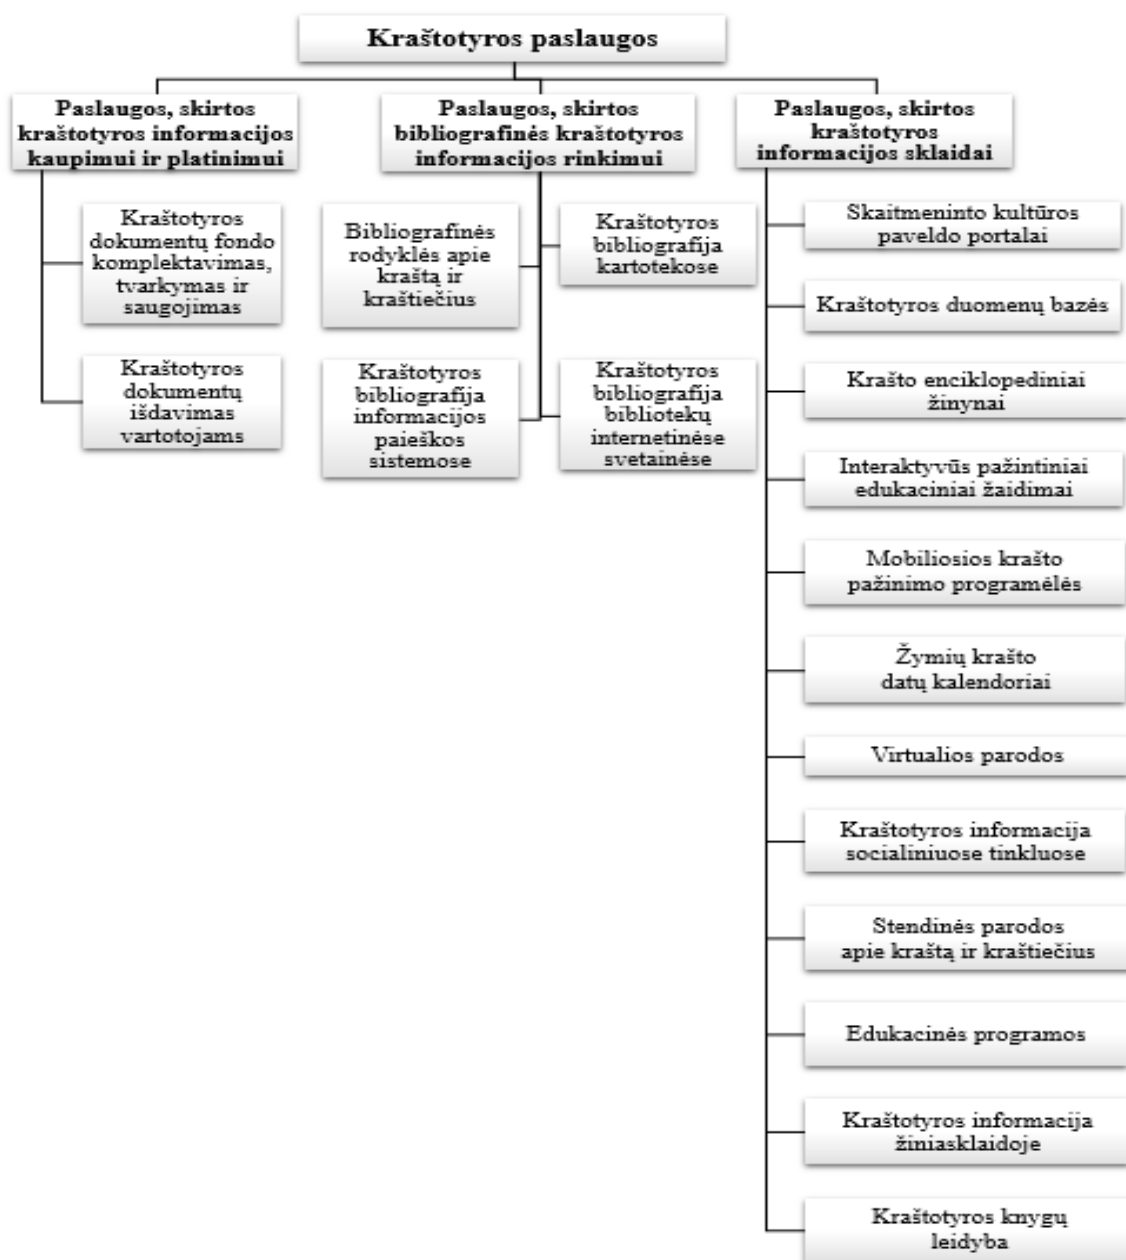 Kraštotyros paslaugos
Paslaugos, skirtos
kraštotyros informacijos
kaupimui ir platinimui
Kraštotyros
dokumentų fondo
komplektavimas,
tvarkymas ir
saugojimas
Kraštotyros
dokumentų
išdavimas
vartotojams
Paslaugos, skirtos
bibliografinės kraštotyros
informacijos rinkimui
Bibliografinės
rodyklės apie
kraštą ir
kraštiečius
Kraštotyros
bibliografija
kartotekose
Kraštotyros
bibliografija
informacijos
paieškos
sistemose
Kraštotyros
bibliografija
bibliotekų
internetinėse
svetainėse
Paslaugos, skirtos
kraštotyros
informacijos sklaidai
Skaitmeninto kultūros
paveldo portalai
Kraštotyros duomenų bazės
Krašto enciklopediniai
žinynai
Interaktyvūs pažintiniai
edukaciniai žaidimai
Mobiliosios krašto
pažinimo programėlės
Žymių krašto
datų kalendoriai
Virtualios parodos
Kraštotyros informacija
socialiniuose tinkluose
Stendinės parodos
apie kraštą ir kraštiečius
Edukacinės programos
Kraštotyros informacija
žiniasklaidoje
Kraštotyros knygų
leidyba